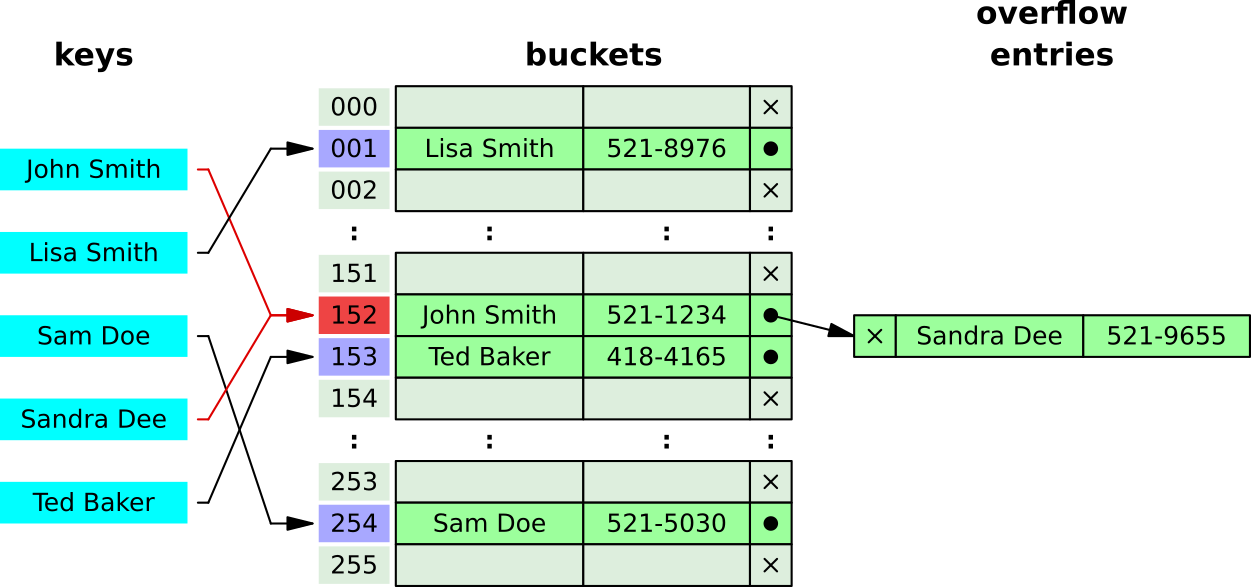 keys
buckets
overflow
entries
John Smith
Lisa Smith
Sam Doe
Sandra Dee
Ted Baker
000 ×
001 Lisa Smith 521-8976 ●
002 ×
: : : :
151 ×
152 John Smith 521-1234 ●
153 Ted Baker 418-4165 ●
154 ×
: : : :
253 ×
254 Sam Doe 521-5030 ●
255 ×
× Sandra Dee 521-9655